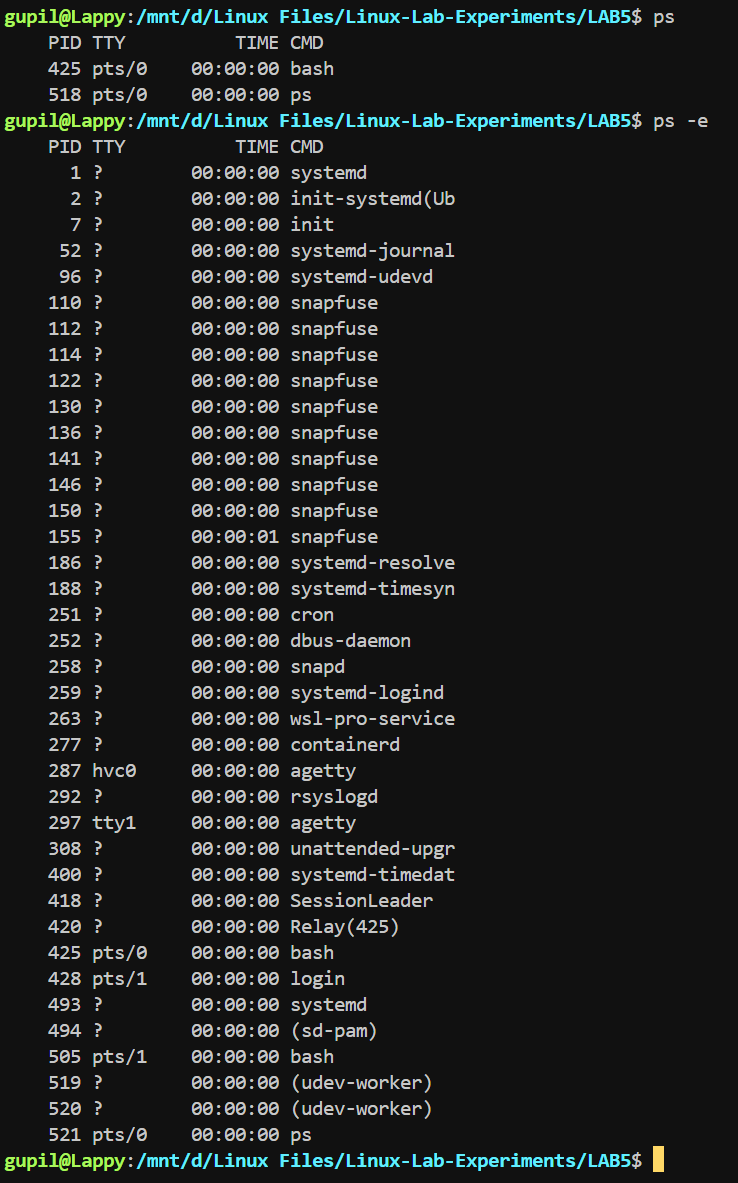 gupil@Lappy:/mnt/d/Linux Files/Linux-Lab-Experiments/LAB5$ ps
    PID TTY          TIME CMD
    425 pts/0    00:00:00 bash
    518 pts/0    00:00:00 ps
gupil@Lappy:/mnt/d/Linux Files/Linux-Lab-Experiments/LAB5$ ps -e
    PID TTY          TIME CMD
      1 ?        00:00:00 systemd
      2 ?        00:00:00 init-systemd(Ub
      7 ?        00:00:00 init
     52 ?        00:00:00 systemd-journal
     96 ?        00:00:00 systemd-udevd
    110 ?        00:00:00 snapfuse
    112 ?        00:00:00 snapfuse
    114 ?        00:00:00 snapfuse
    122 ?        00:00:00 snapfuse
    130 ?        00:00:00 snapfuse
    136 ?        00:00:00 snapfuse
    141 ?        00:00:00 snapfuse
    146 ?        00:00:00 snapfuse
    150 ?        00:00:00 snapfuse
    155 ?        00:00:01 snapfuse
    186 ?        00:00:00 systemd-resolve
    188 ?        00:00:00 systemd-timesyn
    251 ?        00:00:00 cron
    252 ?        00:00:00 dbus-daemon
    258 ?        00:00:00 snapd
    259 ?        00:00:00 systemd-logind
    263 ?        00:00:00 wsl-pro-service
    277 ?        00:00:00 containerd
    287 hvc0     00:00:00 agetty
    292 ?        00:00:00 rsyslogd
    297 tty1     00:00:00 agetty
    308 ?        00:00:00 unattended-upgr
    400 ?        00:00:00 systemd-timedat
    418 ?        00:00:00 SessionLeader
    420 ?        00:00:00 Relay(425)
    425 pts/0    00:00:00 bash
    428 pts/1    00:00:00 login
    493 ?        00:00:00 systemd
    494 ?        00:00:00 (sd-pam)
    505 pts/1    00:00:00 bash
    519 ?        00:00:00 (udev-worker)
    520 ?        00:00:00 (udev-worker)
    521 pts/0    00:00:00 ps
gupil@Lappy:/mnt/d/Linux Files/Linux-Lab-Experiments/LAB5$